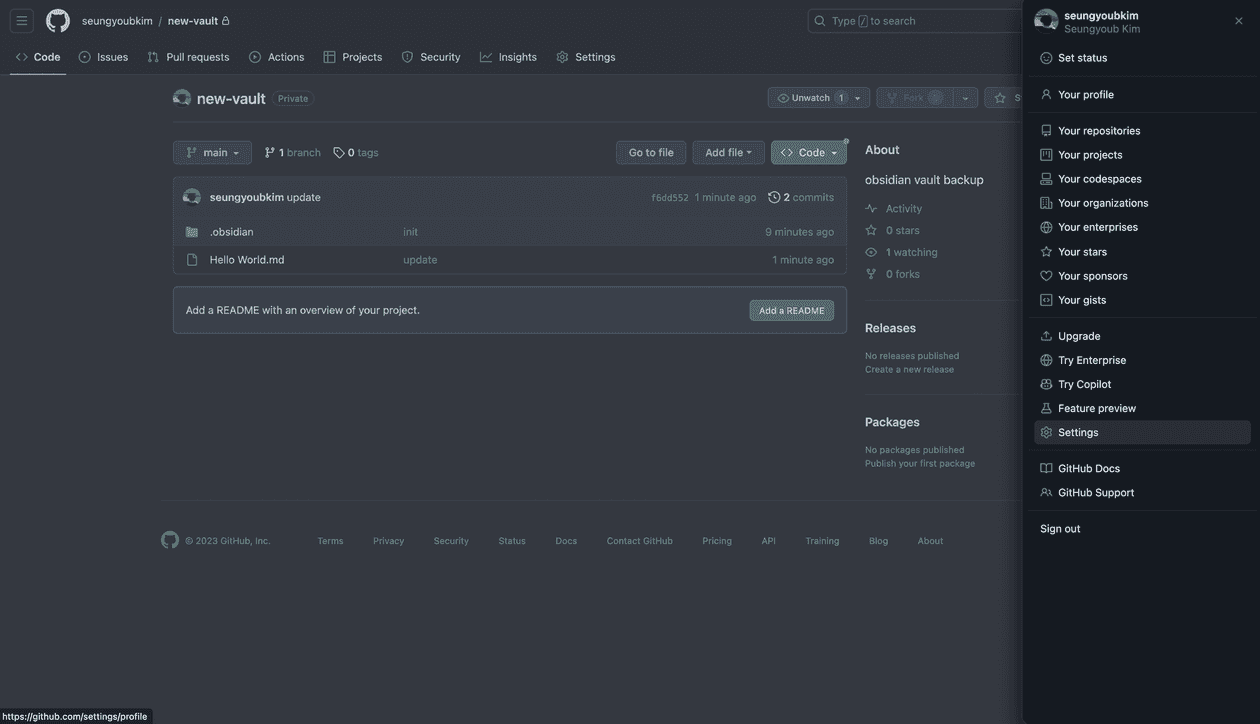 seungyoubkim / new-vault
Type / to search
Code Issues Pull requests Actions Projects Security Insights Settings
new-vault Private
Unwatch 1 Fork S
main 1 branch 0 tags
Go to file Add file Code
seungyoubkim update f6dd552 1 minute ago 2 commits
.obsidian init 9 minutes ago
Hello World.md update 1 minute ago
Add a README with an overview of your project. Add a README
About
obsidian vault backup
Activity
0 stars
1 watching
0 forks
Releases
No releases published
Create a new release
Packages
No packages published
Publish your first package
© 2023 GitHub, Inc. Terms Privacy Security Status Docs Contact GitHub Pricing API Training Blog About
seungyoubkim
Seungyoub Kim
Set status
Your profile
Your repositories
Your projects
Your codespaces
Your organizations
Your enterprises
Your stars
Your sponsors
Your gists
Upgrade
Try Enterprise
Try Copilot
Feature preview
Settings
GitHub Docs
GitHub Support
Sign out
https://github.com/settings/profile